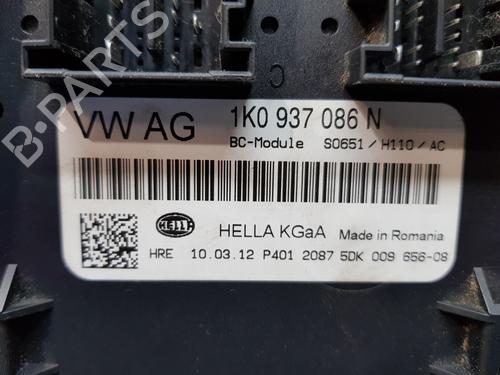 VW AG 1K0 937 086 N
BC-Module S0651 / H110 / AC
HELLA HELLA KGaA Made in Romania
HRE 10.03.12 P401 2087 5DK 009 656-08
C
B-Parts